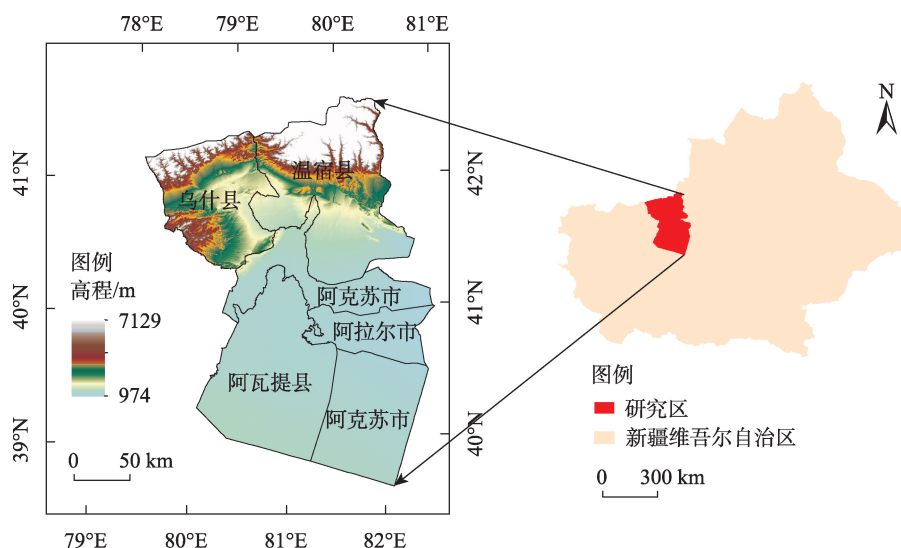 78°E 79°E 80°E 81°E
N
42°N
41°N
温宿县
乌什县
图例
高程/m
7129
974
阿克苏市
阿拉尔市
41°N
40°N
阿瓦提县
阿克苏市
图例
研究区
新疆维吾尔自治区
40°N
39°N
0 50 km
0 300 km
79°E 80°E 81°E 82°E